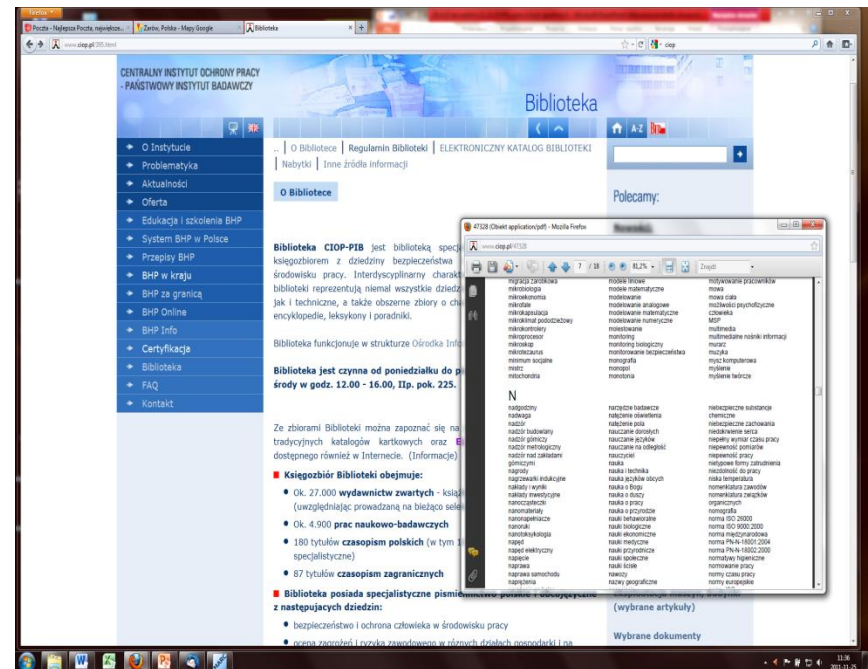 Firefox
Poczta - Najlepsza Poczta, największe...
Żarów, Polska - Mapy Google
Biblioteka
www.ciop.pl/265.html
ciop
CENTRALNY INSTYTUT OCHRONY PRACY
- PAŃSTWOWY INSTYTUT BADAWCZY
Biblioteka
A-Z
O Instytucie
Problematyka
Aktualności
Oferta
Edukacja i szkolenia BHP
System BHP w Polsce
Przepisy BHP
BHP w kraju
BHP za granicą
BHP Online
BHP Info
Certyfikacja
Biblioteka
FAQ
Kontakt
.. | O Bibliotece | Regulamin Biblioteki | ELEKTRONICZNY KATALOG BIBLIOTEKI
| Nabytki | Inne źródła informacji
O Bibliotece
Biblioteka CIOP-PIB jest biblioteką
księgozbiorem z dziedziny bezpieczeństwa
środowisku pracy. Interdyscyplinarny
biblioteki reprezentują niemal wszystkie
jak i techniczne, a także obszerne zbiory o
encyklopedie, leksykony i poradniki.
Biblioteka funkcjonuje w strukturze Ośrodka
Biblioteka jest czynna od poniedziałku do
środy w godz. 12.00 - 16.00, IIp. pok. 225.
Ze zbiorami Biblioteki można zapoznać się na
tradycyjnych katalogów kartkowych oraz
dostępnego również w Internecie. (Informacje)
Księgozbiór Biblioteki obejmuje:
Ok. 27.000 wydawnictw zwartych -
(uwzględniając prowadzoną na bieżąco
Ok. 4.900 prac naukowo-badawczych
180 tytułów czasopism polskich (w tym
specjalistyczne)
87 tytułów czasopism zagranicznych
Biblioteka posiada specjalistyczne piśmiennictwo polskie i obcojęzyczne
z następujacych dziedzin:
bezpieczeństwo i ochrona człowieka w środowisku pracy
ocena zagrożeń i ryzyka zawodowego w różnych działach gospodarki i na
Polecamy:
47328 (Obiekt application/pdf) - Mozilla Firefox
www.ciop.pl/47328
7 / 18
81,2%
Znajdź
migracja zarobkowa
mikrobiologia
mikroekonomia
mikrofale
mikrokapsulacja
mikroklimat pododzieżowy
mikrokontrolery
mikroprocesor
mikroskop
mikrotezaurus
minimum socjalne
mistrz
mitochondria
modele liniowe
modele matematyczne
modelowanie
modelowanie analogowe
modelowanie matematyczne
modelowanie numeryczne
molestowanie
monitoring
monitoring biologiczny
monitorowanie bezpieczeństwa
monografia
monopol
monotonia
motywowanie pracowników
mowa
mowa ciała
możliwości psychofizyczne
człowieka
MSP
multimedia
multimedialne nośniki informacji
murarz
muzyka
mysz komputerowa
myślenie
myślenie twórcze
N
nadgodziny
nadwaga
nadzór
nadzór budowlany
nadzór górniczy
nadzór metrologiczny
nadzór nad zakładami
górniczymi
nagrody
nagrzewarki indukcyjne
nakłady i wyniki
nakłady inwestycyjne
nanocząsteczki
nanomateriały
nanonapełniacze
nanorurki
nanotoksykologia
napęd
napęd elektryczny
napięcie
naprawa
naprawa samochodu
naprężenia
narzędzie badawcze
natężenie oświetlenia
natężenie pola
nauczanie dorosłych
nauczanie języków
nauczanie na odległość
nauczyciel
nauka
nauka i technika
nauka języków obcych
nauka o Bogu
nauka o duszy
nauka o pracy
nauka o przyrodzie
nauki behawioralne
nauki biologiczne
nauki ekonomiczne
nauki medyczne
nauki przyrodnicze
nauki społeczne
nauki ścisłe
nawozy
nazwy geograficzne
niebezpieczne substancje
chemiczne
niebezpieczne zachowania
niedokrwienie serca
niepełny wymiar czasu pracy
niepewność pomiarów
niepewność pracy
nietypowe formy zatrudnienia
niezdolność do pracy
niska temperatura
nomenklatura zawodów
nomenklatura związków
organicznych
nomografia
norma ISO 26000
norma ISO 9000:2000
norma międzynarodowa
norma PN-N-18001:2004
norma PN-N-18002:2000
normatywy higieniczne
normowanie pracy
normy czasu pracy
normy europejskie
(wybrane artykuły)
Wybrane dokumenty
11:36
2011-11-25